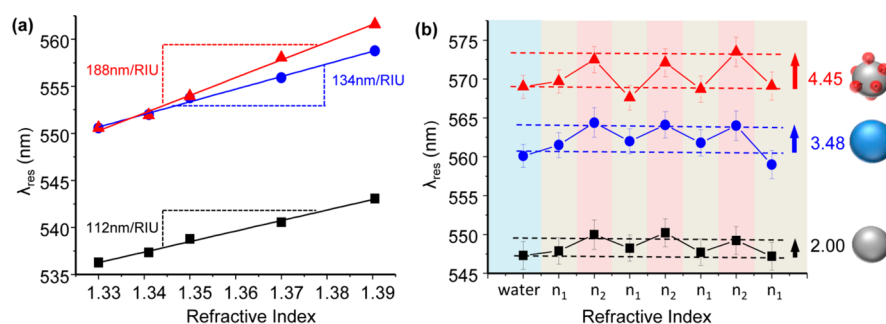 (a)
λres (nm)
560
555
550
545
540
535
188nm/RIU
134nm/RIU
112nm/RIU
1.33 1.34 1.35 1.36 1.37 1.38 1.39
Refractive Index
(b)
λres (nm)
575
570
565
560
555
550
545
4.45
3.48
2.00
water n₁ n₂ n₁ n₂ n₁ n₂ n₁
Refractive Index